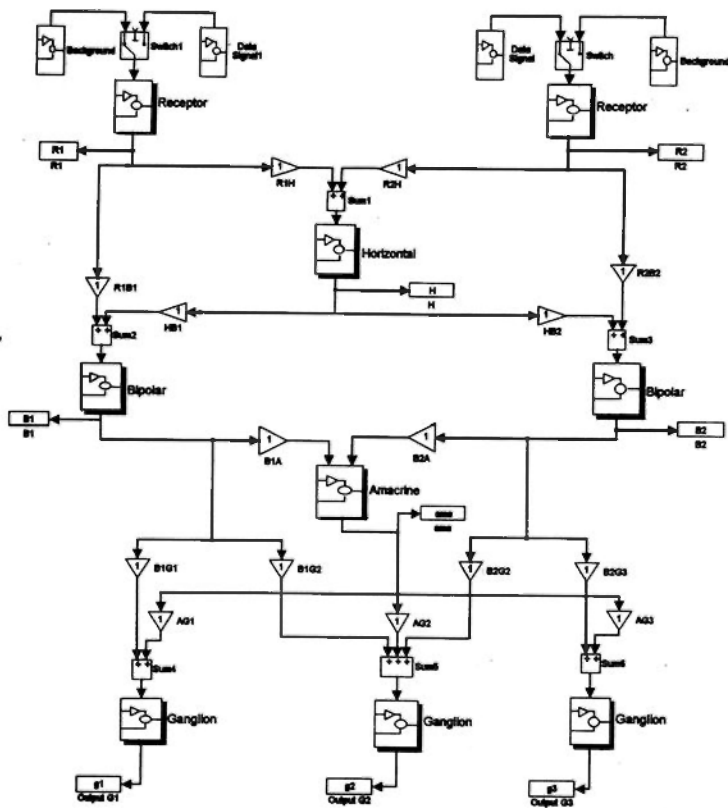 Background
Switch1
Data
Signal1
Data
Signal
Switch
Background
Receptor
Receptor
R1
R1
R2
R2
1
R1H
1
R2H
+ +
Sum1
Horizontal
1
R1B1
1
R2B2
H
H
1
HB1
1
HB2
+ +
Sum2
+ +
Sum3
Bipolar
Bipolar
B1
B1
B2
B2
1
B1A
1
B2A
Amacrine
1
B1G1
1
B1G2
1
B2G2
1
B2G3
1
AG1
1
AG2
1
AG3
+ +
Sum4
+ + +
Sum5
+ +
Sum6
Ganglion
Ganglion
Ganglion
g1
Output G1
g2
Output G2
g3
Output G3